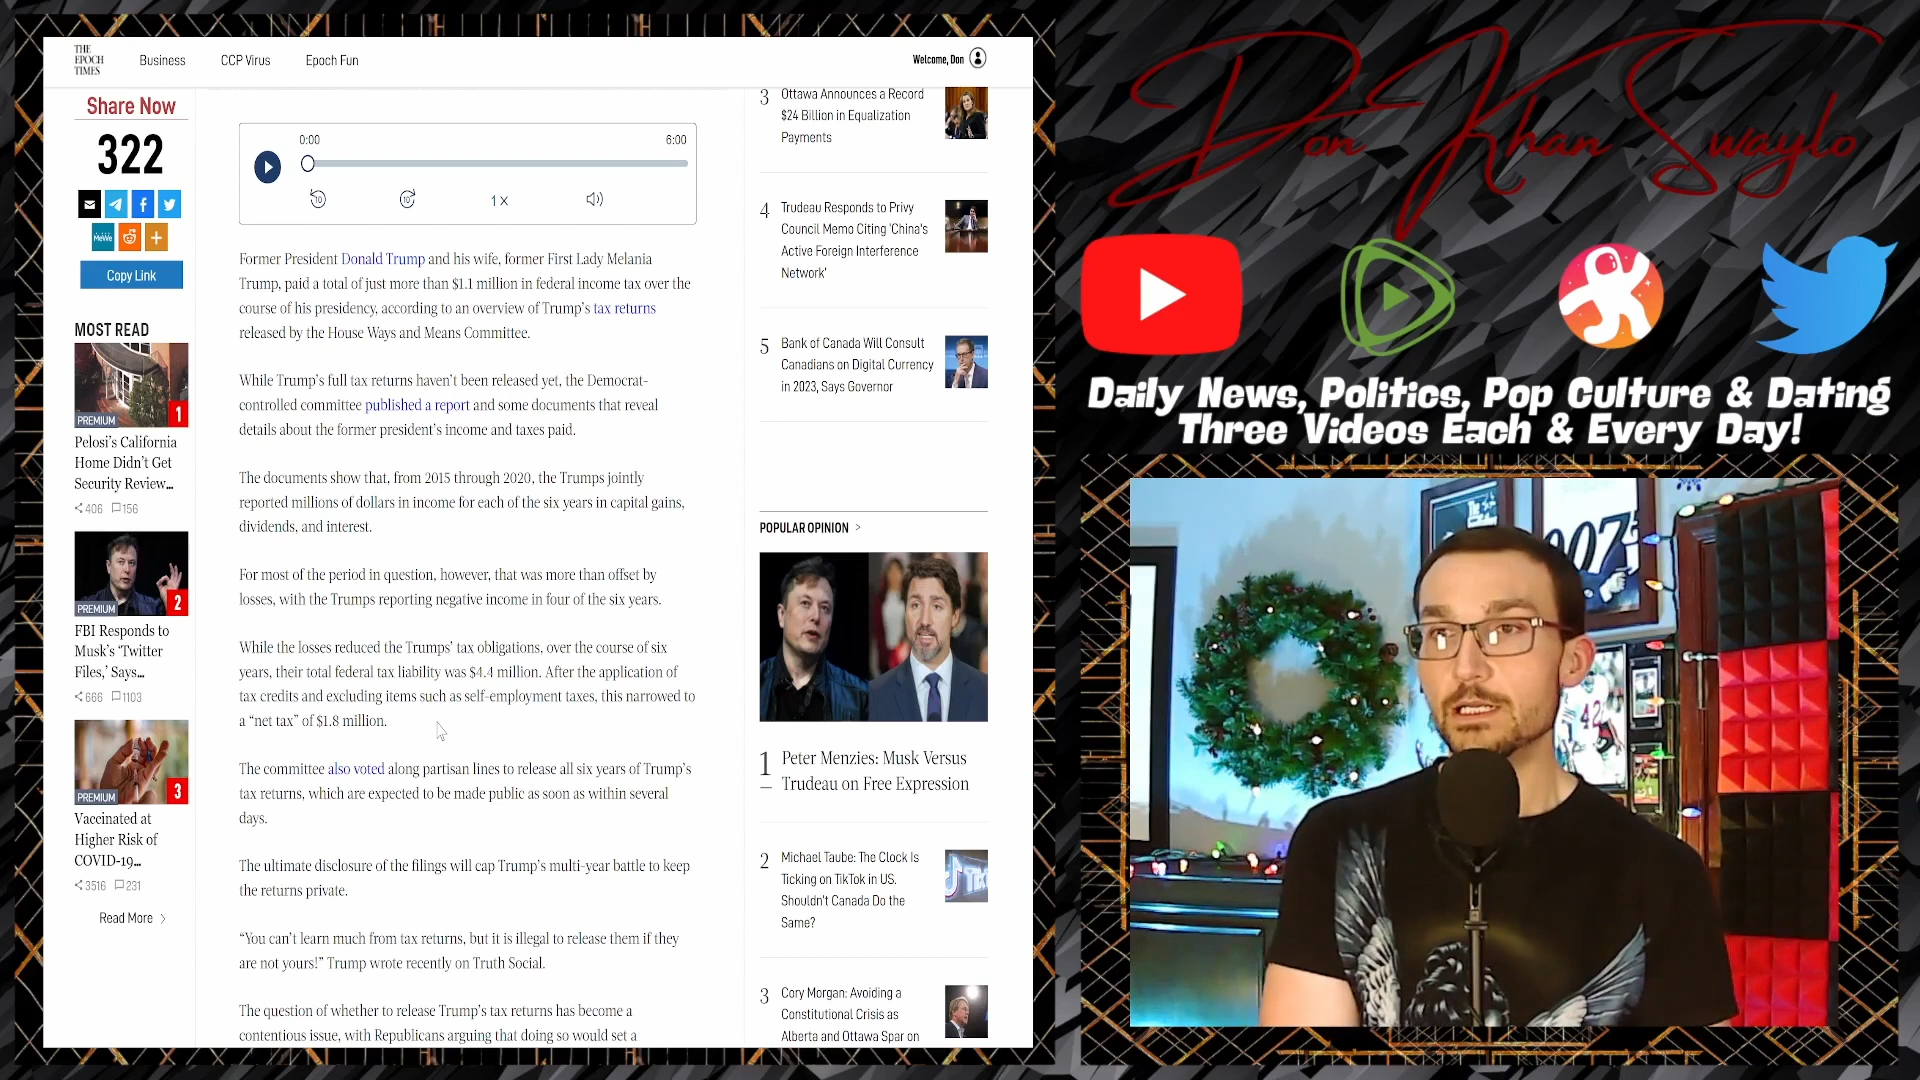 THE
EPOCH
TIMES
Business
CCP Virus
Epoch Fun
Welcome, Don
Share Now
322
MeWe
Copy Link
MOST READ
PREMIUM
1
Pelosi's California
Home Didn't Get
Security Review...
406
156
PREMIUM
2
FBI Responds to
Musk's 'Twitter
Files,' Says...
666
1103
PREMIUM
3
Vaccinated at
Higher Risk of
COVID-19...
3516
231
Read More
0:00
6:00
10
10
1 x
Former President Donald Trump and his wife, former First Lady Melania
Trump, paid a total of just more than $1.1 million in federal income tax over the
course of his presidency, according to an overview of Trump's tax returns
released by the House Ways and Means Committee.
While Trump's full tax returns haven't been released yet, the Democrat-
controlled committee published a report and some documents that reveal
details about the former president's income and taxes paid.
The documents show that, from 2015 through 2020, the Trumps jointly
reported millions of dollars in income for each of the six years in capital gains,
dividends, and interest.
For most of the period in question, however, that was more than offset by
losses, with the Trumps reporting negative income in four of the six years.
While the losses reduced the Trumps' tax obligations, over the course of six
years, their total federal tax liability was $4.4 million. After the application of
tax credits and excluding items such as self-employment taxes, this narrowed to
a “net tax” of $1.8 million.
The committee also voted along partisan lines to release all six years of Trump's
tax returns, which are expected to be made public as soon as within several
days.
The ultimate disclosure of the filings will cap Trump's multi-year battle to keep
the returns private.
“You can't learn much from tax returns, but it is illegal to release them if they
are not yours!” Trump wrote recently on Truth Social.
The question of whether to release Trump's tax returns has become a
contentious issue, with Republicans arguing that doing so would set a
3
Ottawa Announces a Record
$24 Billion in Equalization
Payments
4
Trudeau Responds to Privy
Council Memo Citing 'China's
Active Foreign Interference
Network'
5
Bank of Canada Will Consult
Canadians on Digital Currency
in 2023, Says Governor
POPULAR OPINION >
1
Peter Menzies: Musk Versus
Trudeau on Free Expression
2
Michael Taube: The Clock Is
Ticking on TikTok in US.
Shouldn't Canada Do the
Same?
3
Cory Morgan: Avoiding a
Constitutional Crisis as
Alberta and Ottawa Spar on
Don Khan Swaylo
Daily News, Politics, Pop Culture & Dating
Three Videos Each & Every Day!
007
42